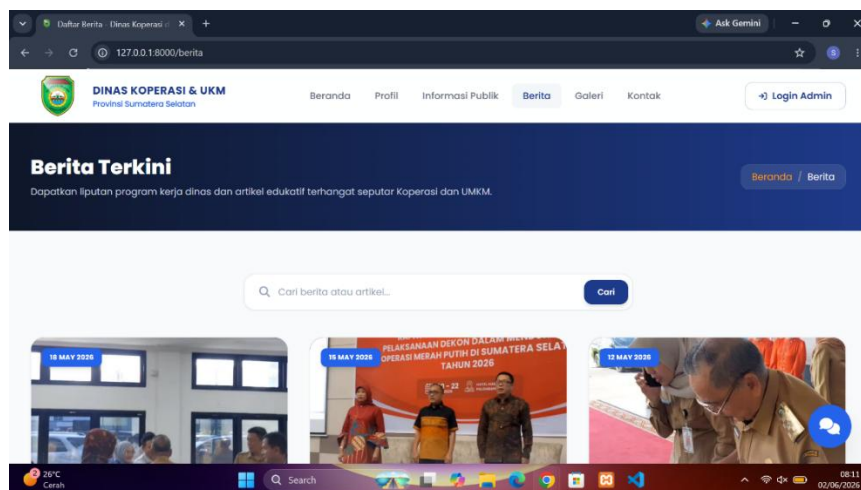 Daftar Berita - Dinas Koperasi d
Ask Gemini
127.0.0.1:8000/berita
S
DINAS KOPERASI & UKM
Provinsi Sumatera Selatan
Beranda
Profil
Informasi Publik
Berita
Galeri
Kontak
Login Admin
Berita Terkini
Dapatkan liputan program kerja dinas dan artikel edukatif terhangat seputar Koperasi dan UMKM.
Beranda / Berita
Cari berita atau artikel...
Cari
18 MAY 2026
15 MAY 2026
PELAKSANAAN DEKON DALAM
OPERASI MERAH PUTIH DI SUMATERA SELAT
TAHUN 2026
12 MAY 2026
26°C
Cerah
Search
08:11
02/06/2026